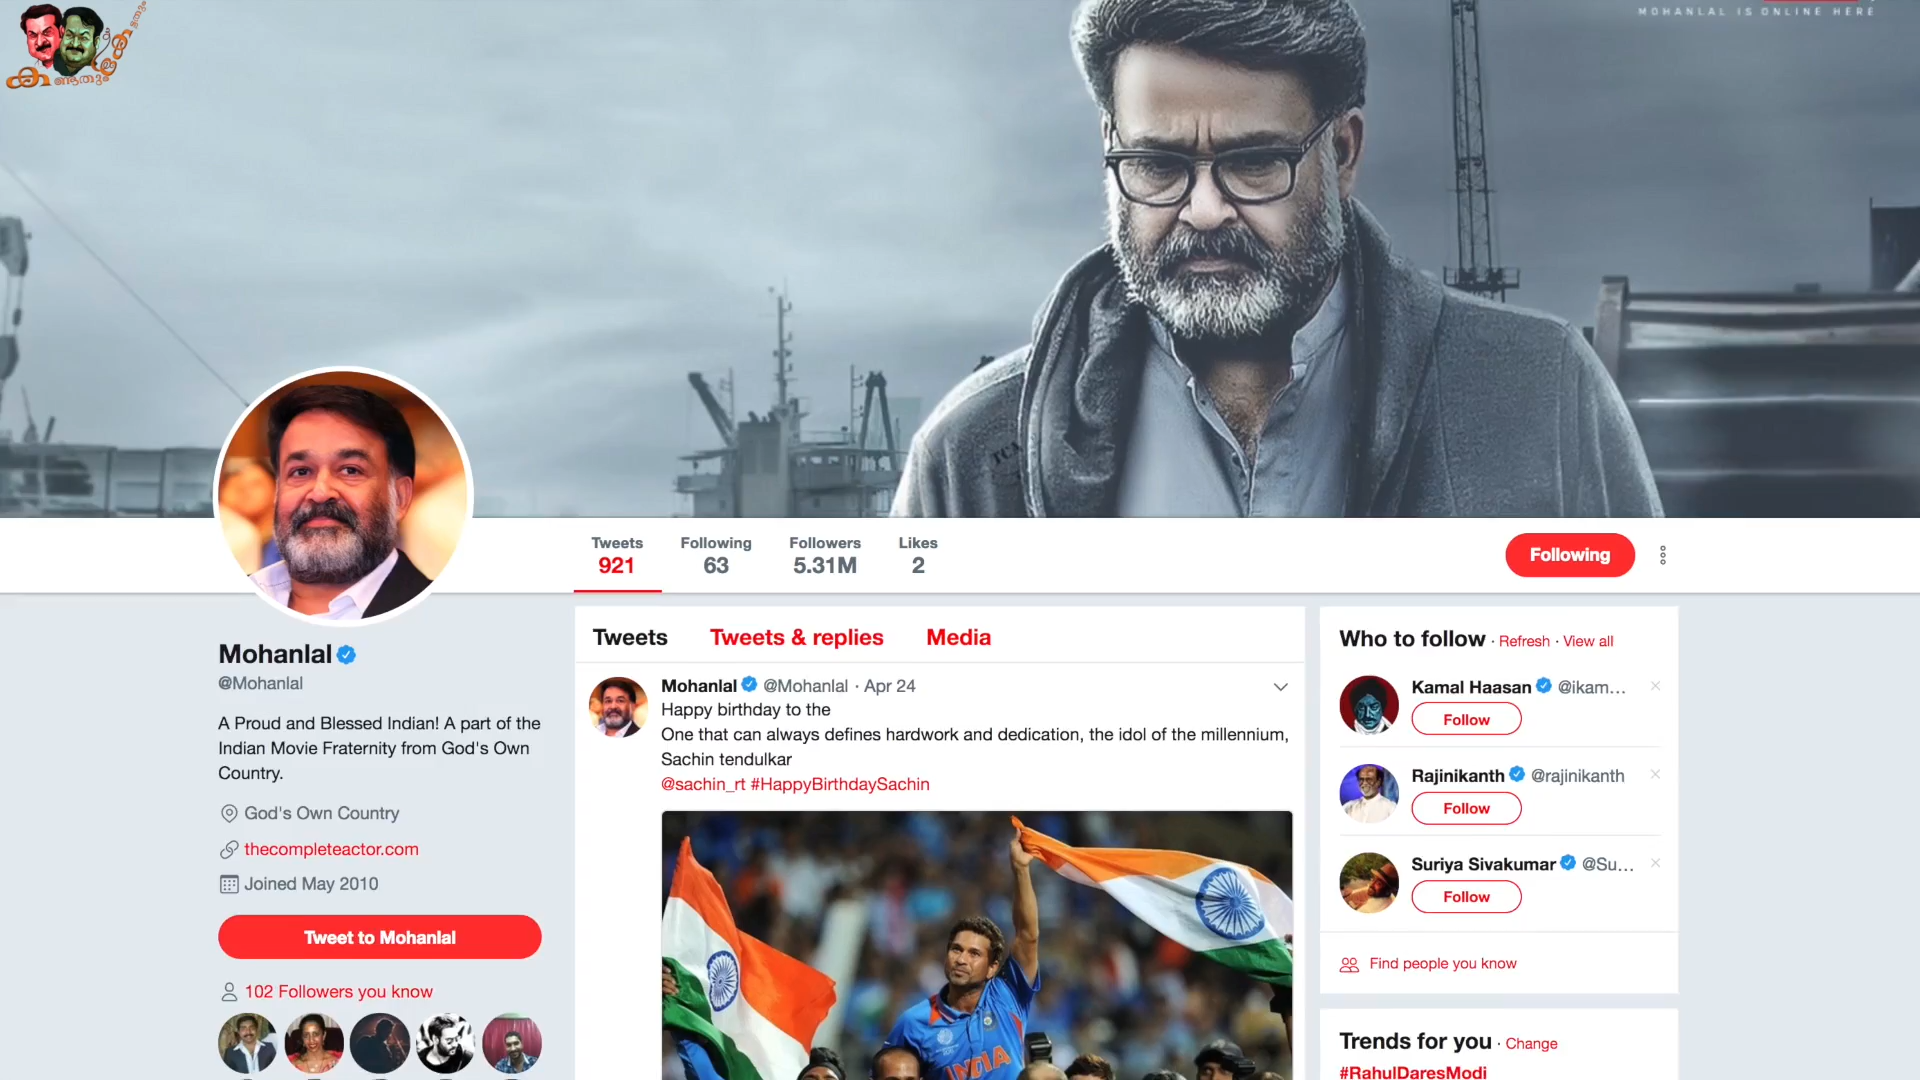 MOHANLAL IS ONLINE HERE
കണ്ടതും
TCA
Tweets
921
Following
63
Followers
5.31M
Likes
2
Following
Mohanlal
@Mohanlal
A Proud and Blessed Indian! A part of the
Indian Movie Fraternity from God's Own
Country.
God's Own Country
thecompleteactor.com
Joined May 2010
Tweet to Mohanlal
102 Followers you know
Tweets Tweets & replies Media
Mohanlal @Mohanlal · Apr 24
Happy birthday to the
One that can always defines hardwork and dedication, the idol of the millennium,
Sachin tendulkar
@sachin_rt #HappyBirthdaySachin
INDIA
Who to follow · Refresh · View all
Kamal Haasan @ikam...
Follow
Rajinikanth @rajinikanth
Follow
Suriya Sivakumar @Su...
Follow
Find people you know
Trends for you · Change
#RahulDaresModi